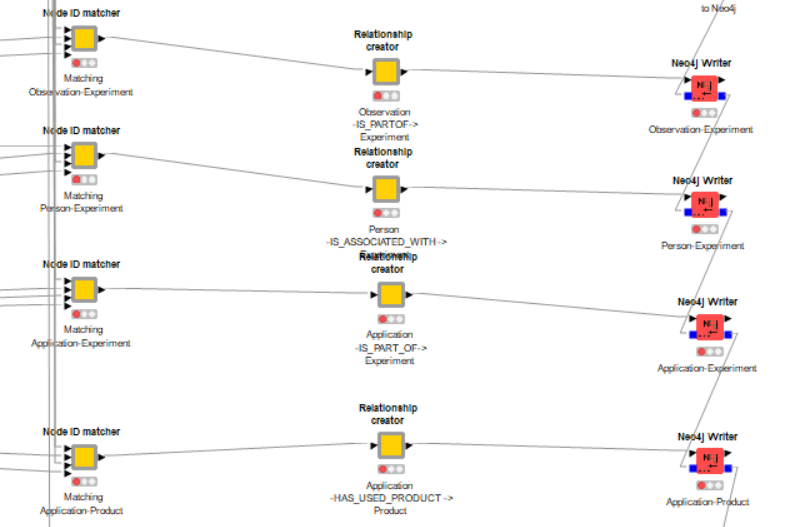 to Neo4j
Node ID matcher
Matching
Observation-Experiment
Relationship
creator
Observation
-IS_PARTOF->
Experiment
Neo4j Writer
Observation-Experiment
Node ID matcher
Matching
Person-Experiment
Relationship
creator
Person
-IS_ASSOCIATED_WITH->
Experiment
Neo4j Writer
Person-Experiment
Node ID matcher
Matching
Application-Experiment
Relationship
creator
Application
-IS_PART_OF->
Experiment
Neo4j Writer
Application-Experiment
Node ID matcher
Matching
Application-Product
Relationship
creator
Application
-HAS_USED_PRODUCT ->
Product
Neo4j Writer
Application-Product